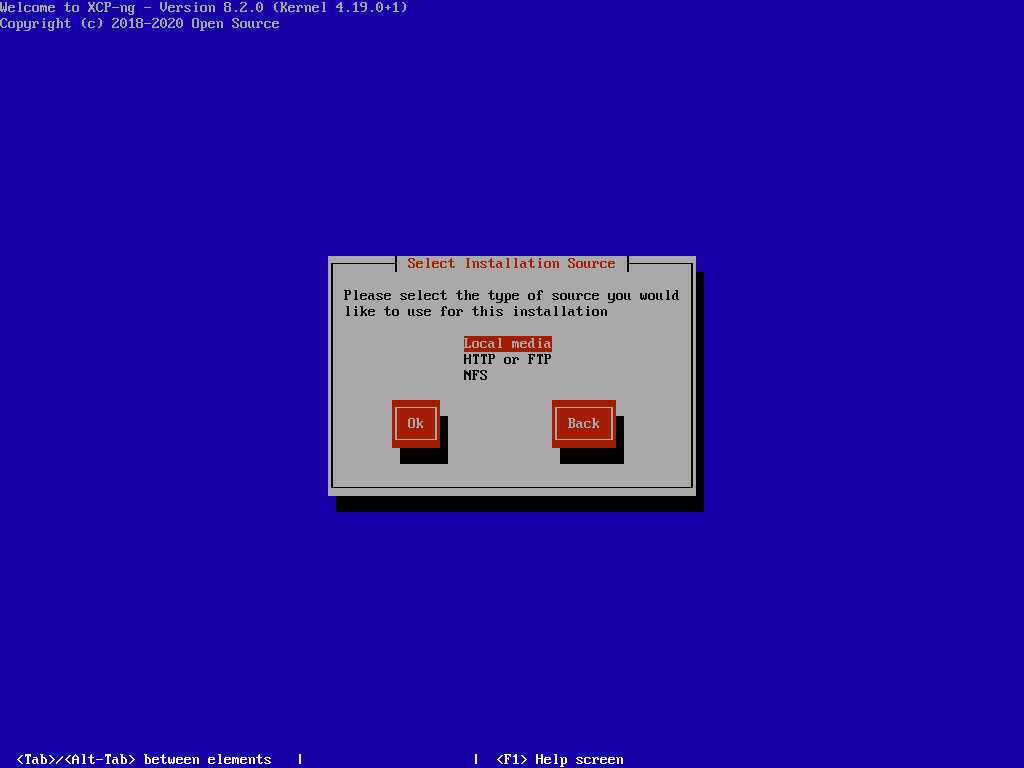 Welcome to XCP-ng - Version 8.2.0 (Kernel 4.19.0+1)
Copyright (c) 2018-2020 Open Source
Select Installation Source
Please select the type of source you would
like to use for this installation
Local media
HTTP or FTP
NFS
Ok Back
<Tab>/<Alt-Tab> between elements | | <F1> Help screen